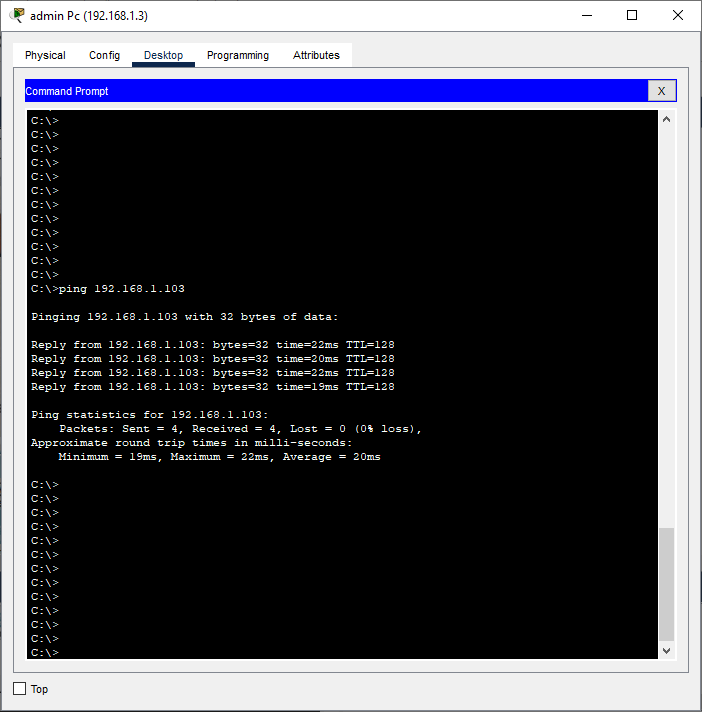 admin Pc (192.168.1.3)
Physical Config Desktop Programming Attributes
Command Prompt X
C:\>
C:\>
C:\>
C:\>
C:\>
C:\>
C:\>
C:\>
C:\>
C:\>
C:\>
C:\>
C:\>ping 192.168.1.103
Pinging 192.168.1.103 with 32 bytes of data:
Reply from 192.168.1.103: bytes=32 time=22ms TTL=128
Reply from 192.168.1.103: bytes=32 time=20ms TTL=128
Reply from 192.168.1.103: bytes=32 time=22ms TTL=128
Reply from 192.168.1.103: bytes=32 time=19ms TTL=128
Ping statistics for 192.168.1.103:
Packets: Sent = 4, Received = 4, Lost = 0 (0% loss),
Approximate round trip times in milli-seconds:
Minimum = 19ms, Maximum = 22ms, Average = 20ms
C:\>
C:\>
C:\>
C:\>
C:\>
C:\>
C:\>
C:\>
C:\>
C:\>
C:\>
C:\>
C:\>
Top